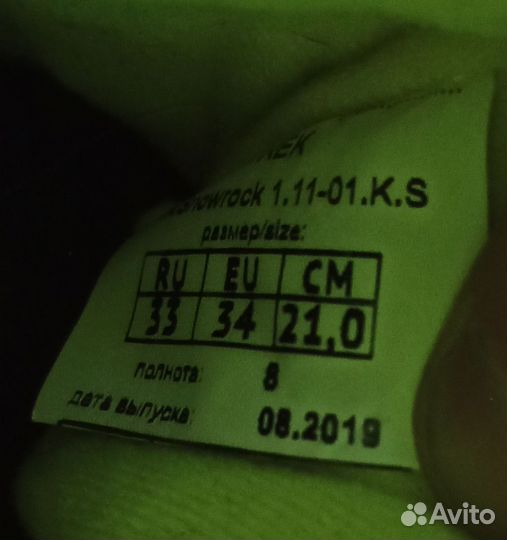 Snowrock 1.11-01.K.S
размер/size:
RU EU CM
33 34 21,0
полнота: 8
дата выпуска: 08.2019
Avito